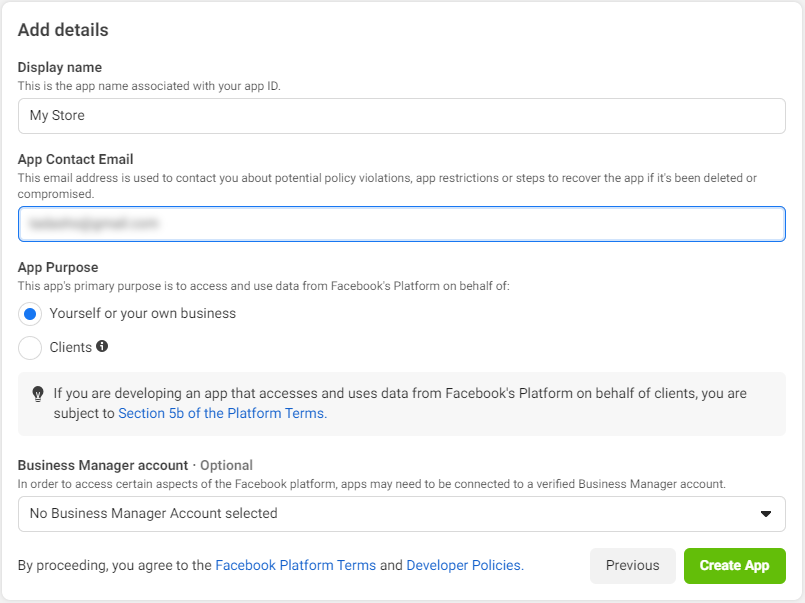 Add details
Display name
This is the app name associated with your app ID.
My Store
App Contact Email
This email address is used to contact you about potential policy violations, app restrictions or steps to recover the app if it's been deleted or
compromised.
App Purpose
This app's primary purpose is to access and use data from Facebook's Platform on behalf of:
Yourself or your own business
Clients
If you are developing an app that accesses and uses data from Facebook's Platform on behalf of clients, you are
subject to Section 5b of the Platform Terms.
Business Manager account · Optional
In order to access certain aspects of the Facebook platform, apps may need to be connected to a verified Business Manager account.
No Business Manager Account selected
By proceeding, you agree to the Facebook Platform Terms and Developer Policies.
Previous
Create App